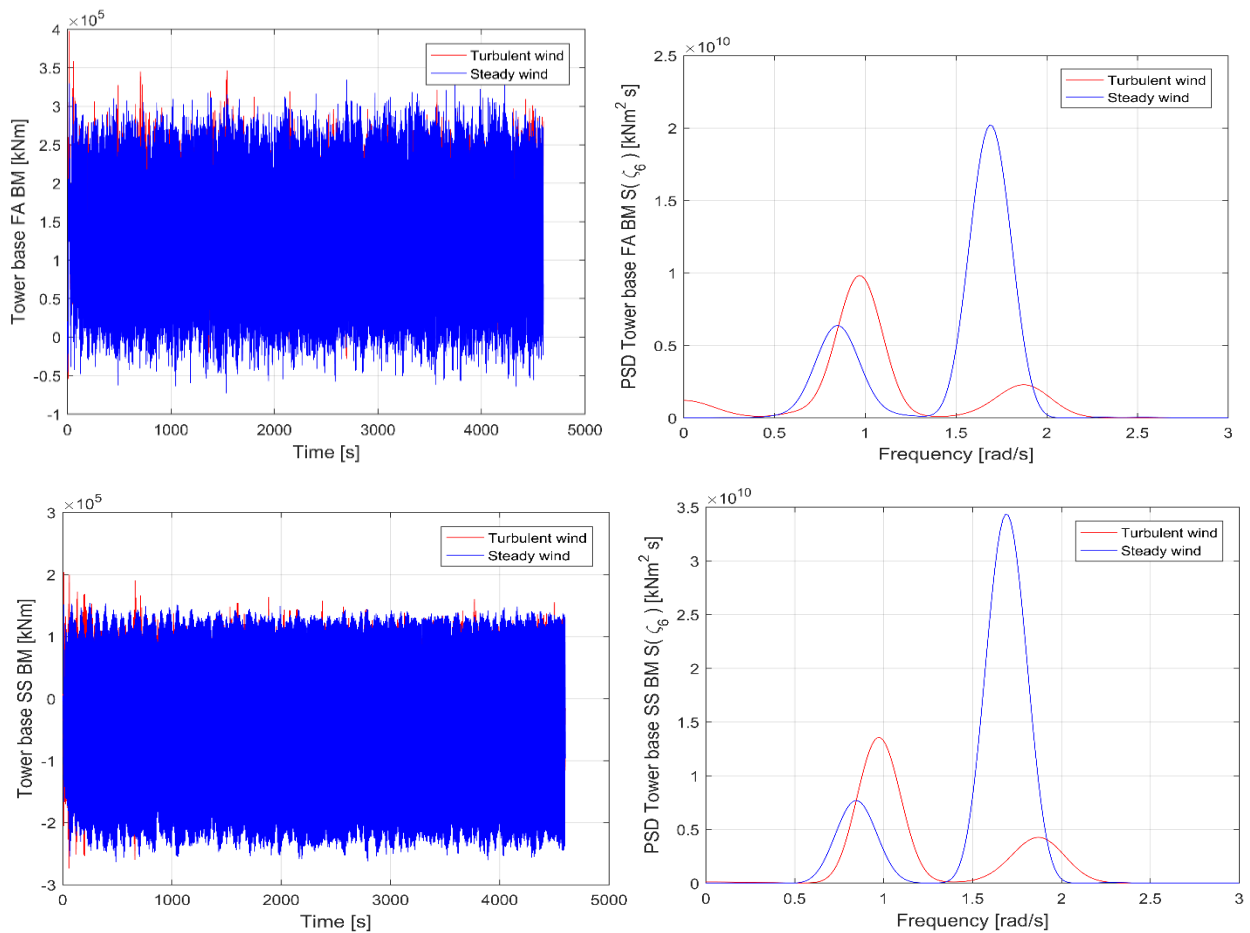 ×10^5
4
3.5
3
2.5
2
1.5
1
0.5
0
-0.5
-1
Tower base FA BM [kNm]
Turbulent wind
Steady wind
0 1000 2000 3000 4000 5000
Time [s]
×10^10
2.5
2
1.5
1
0.5
0
PSD Tower base FA BM S( ζ_6 ) [kNm^2 s]
Turbulent wind
Steady wind
0 0.5 1 1.5 2 2.5 3
Frequency [rad/s]
×10^5
3
2
1
0
-1
-2
-3
Tower base SS BM [kNm]
Turbulent wind
Steady wind
0 1000 2000 3000 4000 5000
Time [s]
×10^10
3.5
3
2.5
2
1.5
1
0.5
0
PSD Tower base SS BM S( ζ_6 ) [kNm^2 s]
Turbulent wind
Steady wind
0 0.5 1 1.5 2 2.5 3
Frequency [rad/s]